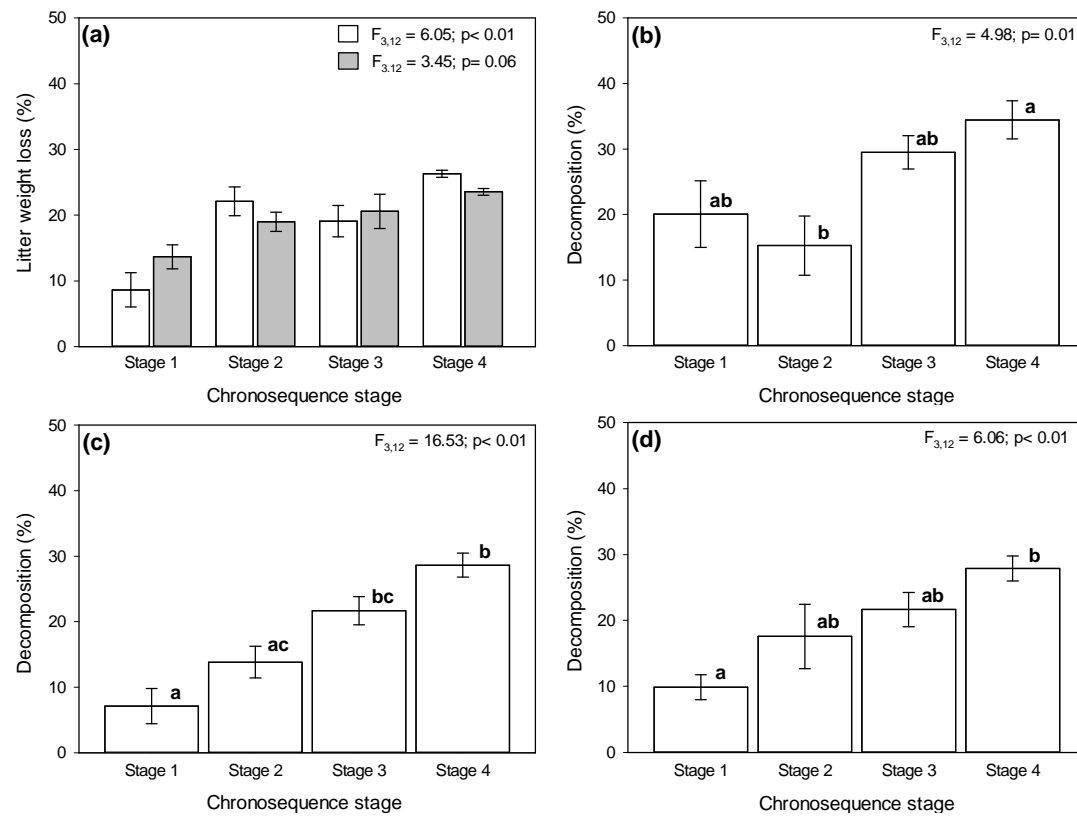 (a)
F3,12 = 6.05; p< 0.01
F3.12 = 3.45; p= 0.06
50
40
30
20
10
0
Litter weight loss (%)
Stage 1 Stage 2 Stage 3 Stage 4
Chronosequence stage
(b)
F3,12 = 4.98; p= 0.01
50
40
30
20
10
0
Decomposition (%)
ab
b
ab
a
Stage 1 Stage 2 Stage 3 Stage 4
Chronosequence stage
(c)
F3,12 = 16.53; p< 0.01
50
40
30
20
10
0
Decomposition (%)
a
ac
bc
b
Stage 1 Stage 2 Stage 3 Stage 4
Chronosequence stage
(d)
F3,12 = 6.06; p< 0.01
50
40
30
20
10
0
Decomposition (%)
a
ab
ab
b
Stage 1 Stage 2 Stage 3 Stage 4
Chronosequence stage